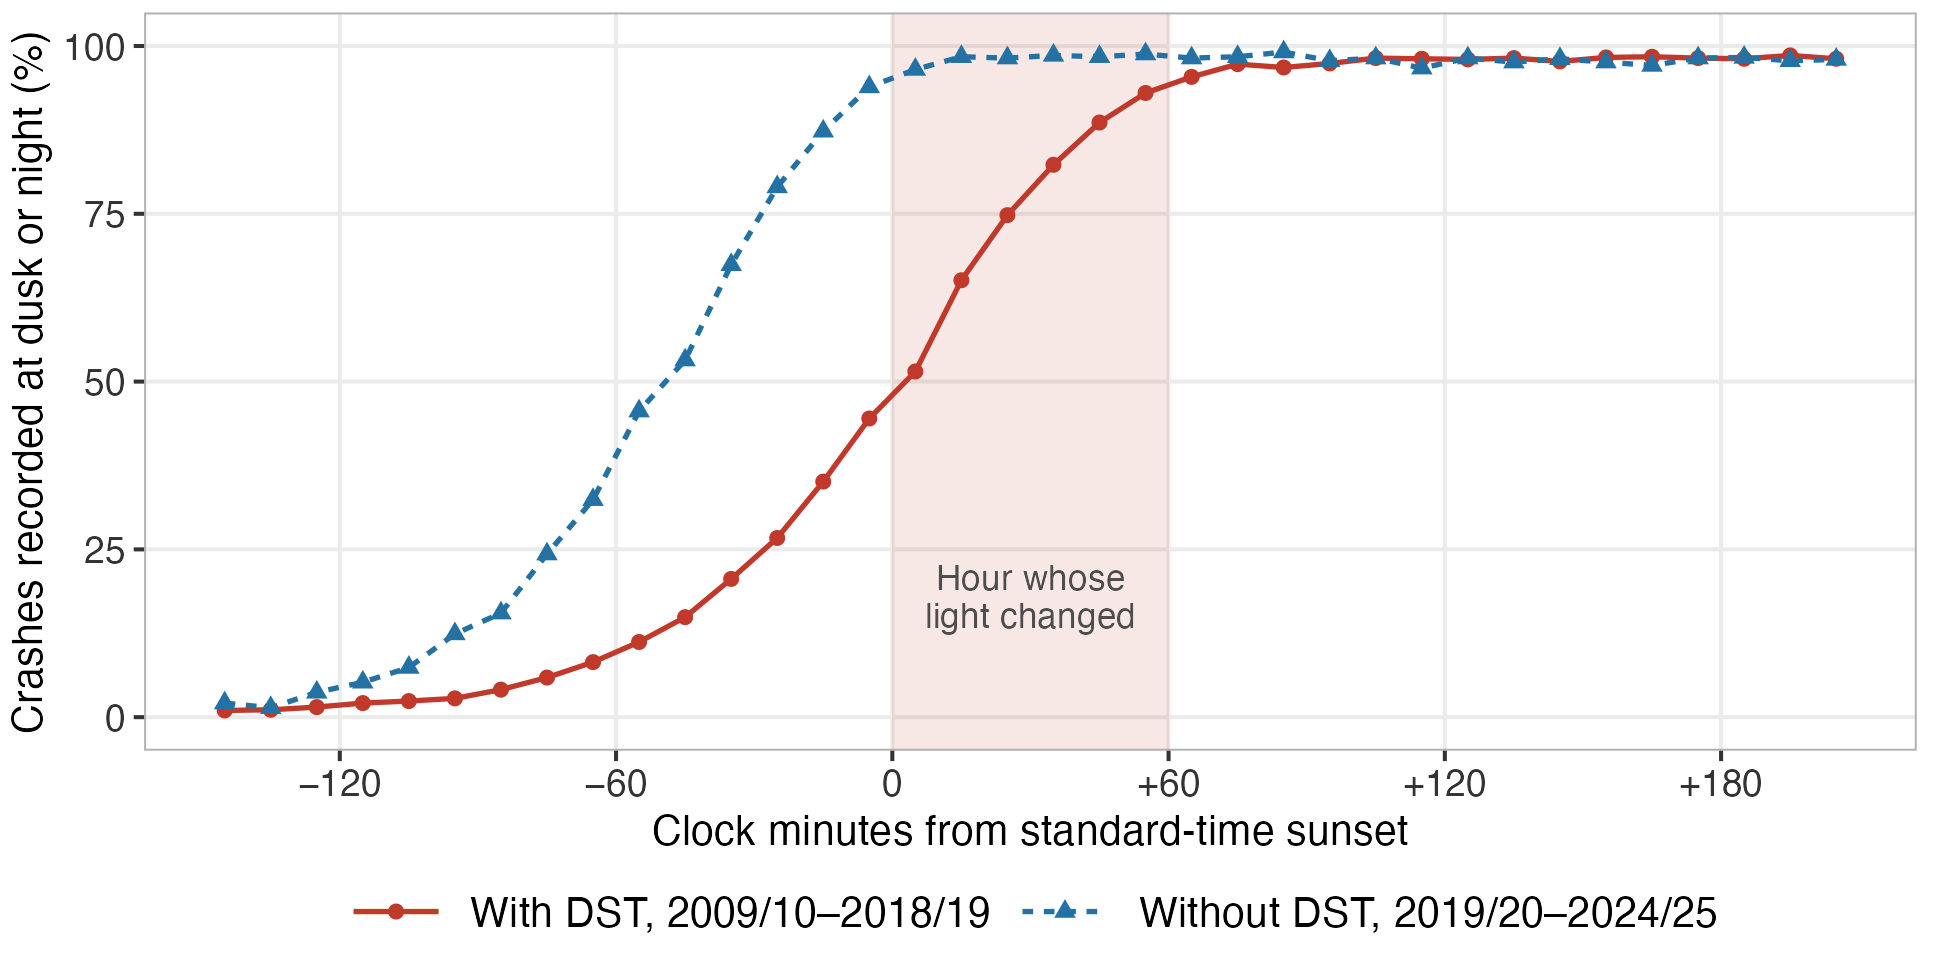 Crashes recorded at dusk or night (%)
100
75
50
25
0
Hour whose
light changed
−120
−60
0
+60
+120
+180
Clock minutes from standard-time sunset
With DST, 2009/10–2018/19
Without DST, 2019/20–2024/25